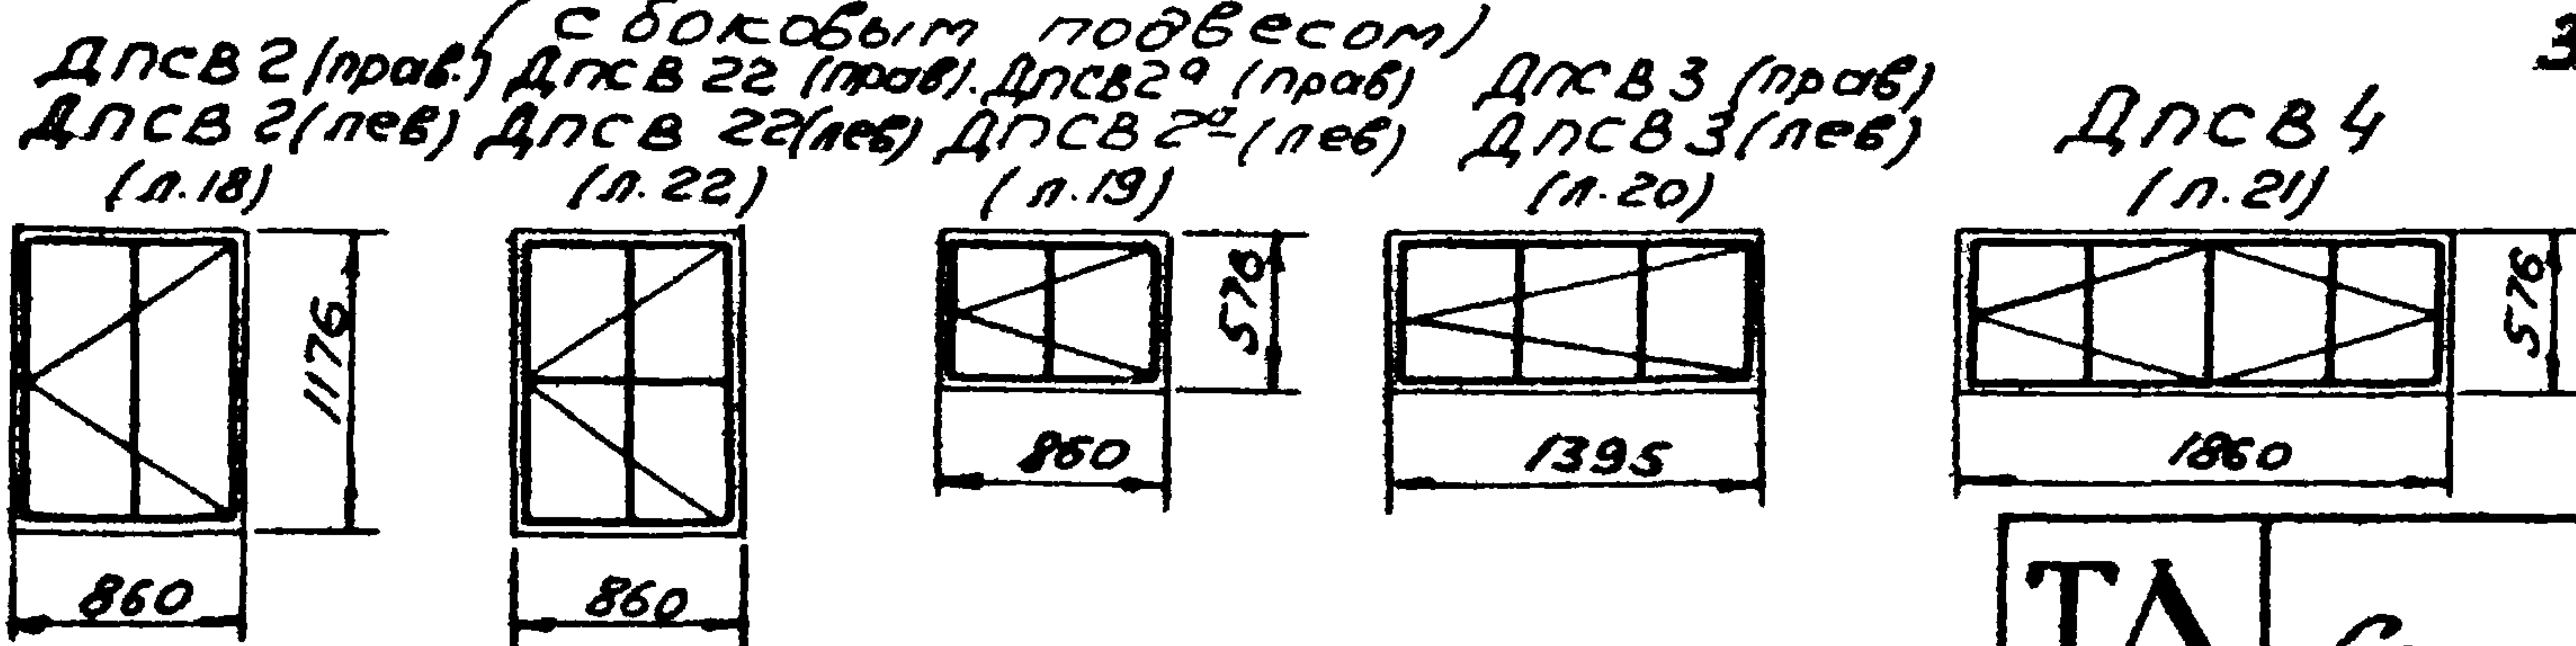 (с боковым подвесом)
ДПСВ 2 (прав.) ДПСВ 22 (прав). ДПСВ 2а (прав) ДПСВ 3 (прав)
ДПСВ 2 (лев) ДПСВ 22 (лев) ДПСВ 2а (лев) ДПСВ 3 (лев) ДПСВ 4
(л. 18) (л. 22) (л. 19) (л. 20) (л. 21)
1176 576 576
860 860 860 1395 1860
ТА